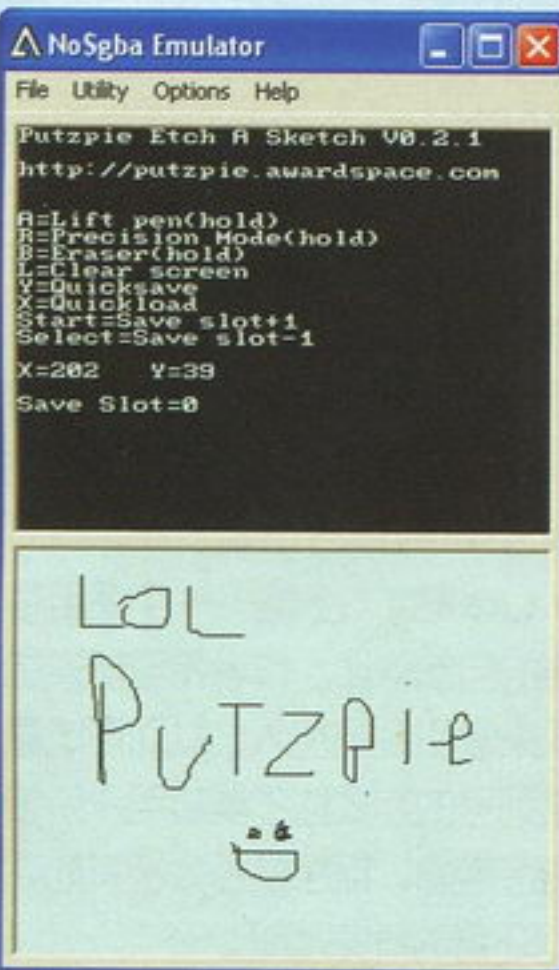 NoSgba Emulator
File Utility Options Help
Putzpie Etch A Sketch V0.2.1
http://putzpie.awardspace.com
A=Lift pen(hold)
R=Precision Mode(hold)
B=Eraser(hold)
L=Clear screen
Y=Quicksave
X=Quickload
Start=Save slot+1
Select=Save slot-1
X=202 Y=39
Save Slot=0
LOL
PUTZPIe